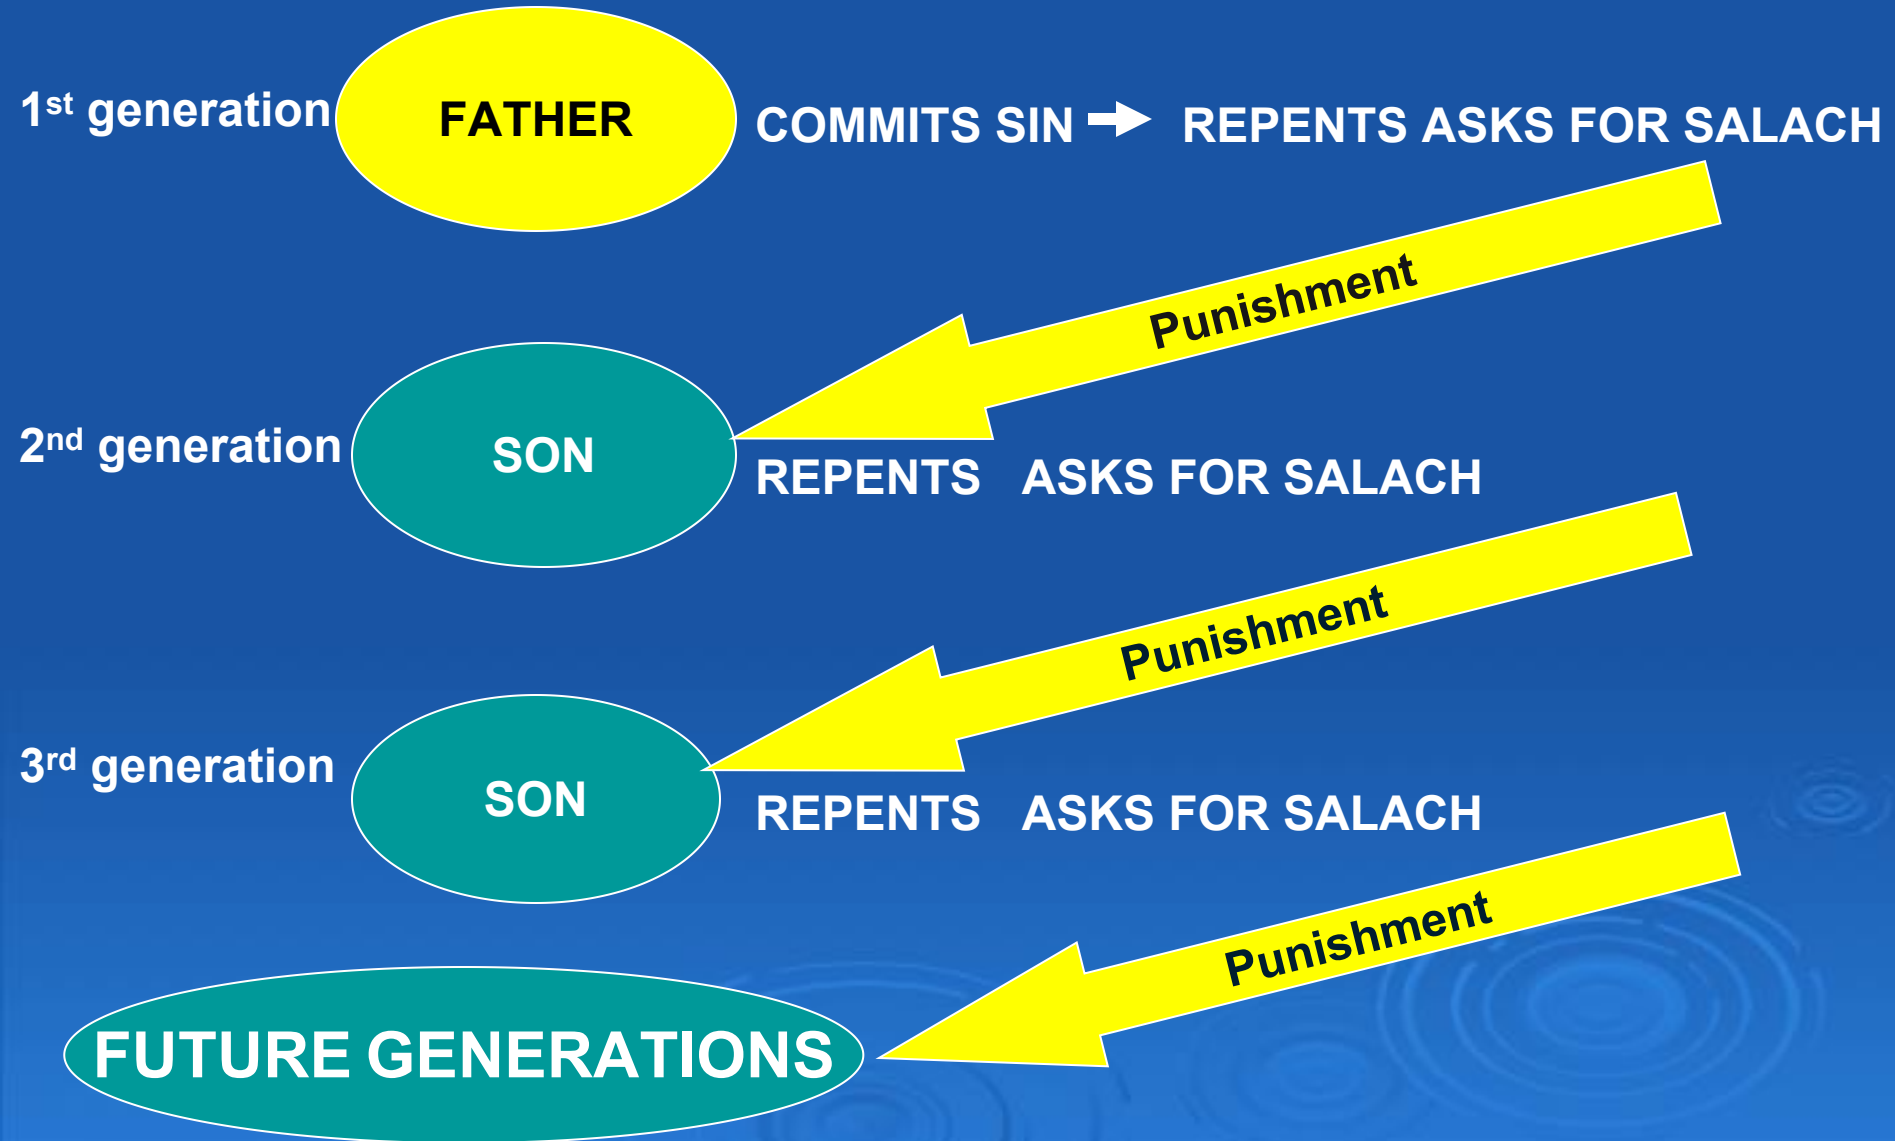 1st generation FATHER COMMITS SIN REPENTS ASKS FOR SALACH
Punishment
2nd generation SON REPENTS ASKS FOR SALACH
Punishment
3rd generation SON REPENTS ASKS FOR SALACH
Punishment
FUTURE GENERATIONS